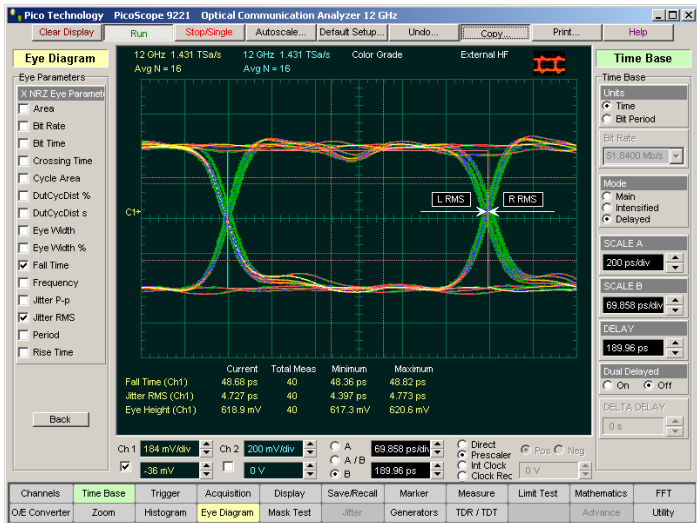 Pico Technology PicoScope 9221 Optical Communication Analyzer 12 GHz
Clear Display Run Stop/Single Autoscale... Default Setup... Undo... Copy... Print... Help
Eye Diagram
Eye Parameters
X NRZ Eye Paramete
Area
Bit Rate
Bit Time
Crossing Time
Cycle Area
DutCycDist %
DutCycDist s
Eye Width
Eye Width %
Fall Time
Frequency
Jitter P-p
Jitter RMS
Period
Rise Time
Back
12 GHz 1.431 TSa/s 12 GHz 1.431 TSa/s Color Grade External HF
Avg N = 16 Avg N = 16
L RMS R RMS
C1
Current Total Meas Minimum Maximum
Fall Time (Ch1) 48.68 ps 40 48.36 ps 48.82 ps
Jitter RMS (Ch1) 4.727 ps 40 4.397 ps 4.773 ps
Eye Height (Ch1) 618.9 mV 40 617.3 mV 620.6 mV
Time Base
Time Base
Units
Time
Bit Period
Bit Rate
51.6400 Mb/s
Mode
Main
Intensified
Delayed
SCALE A
200 ps/div
SCALE B
69.858 ps/div
DELAY
189.96 ps
Dual Delayed
On Off
DELTA DELAY
0 s
Ch 1 184 mV/div Ch 2 200 mV/div A 69.858 ps/div Direct Pos Neg
A / B Prescaler
-36 mV 0 V B 189.96 ps Int Clock 0 V
Clock Rec
Channels Time Base Trigger Acquisition Display Save/Recall Marker Measure Limit Test Mathematics FFT
O/E Converter Zoom Histogram Eye Diagram Mask Test Jitter Generators TDR / TDT Advance Utility